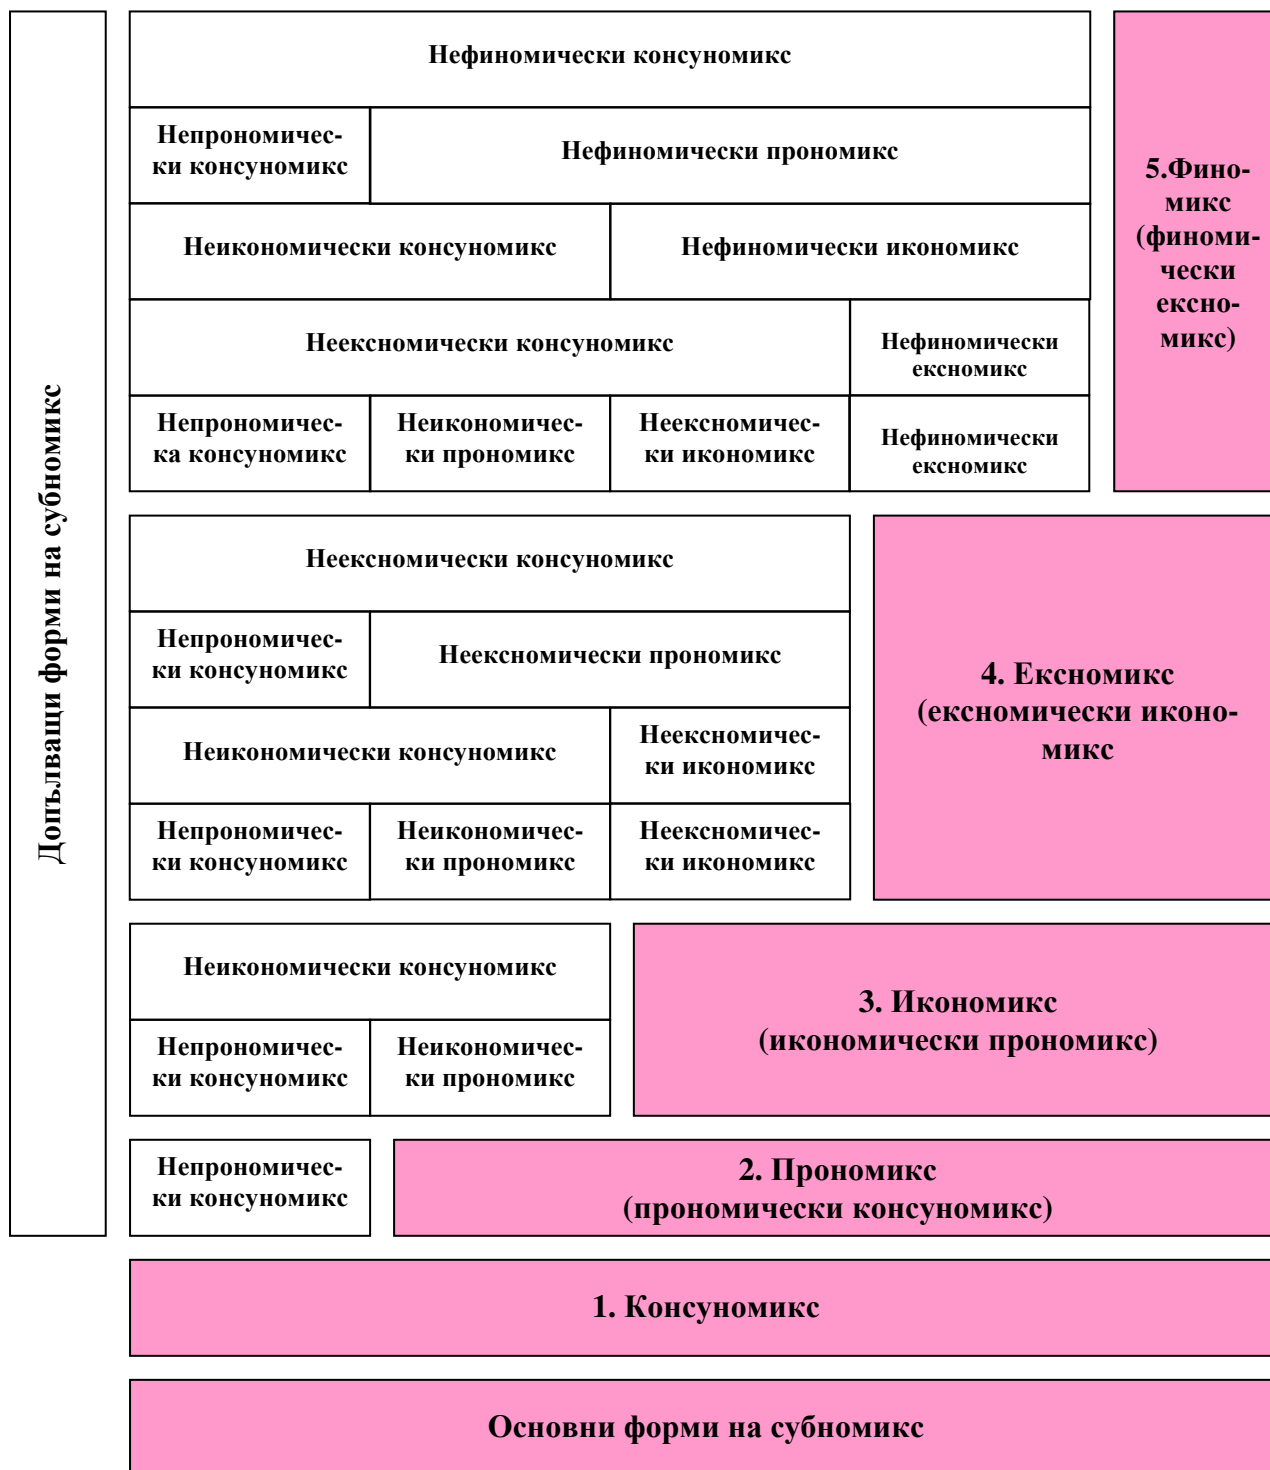 Допълващи форми на субномикс
Нефиномически консуномикс
Непрономичес-
ки консуномикс
Нефиномически прономикс
Неикономически консуномикс
Нефиномически икономикс
Неексномически консуномикс
Нефиномически
ексномикс
Непрономичес-
ка консуномикс
Неикономичес-
ки прономикс
Неексномичес-
ки икономикс
Нефиномически
ексномикс
5.Фино-
микс
(финоми-
чески
ексно-
микс)
Неексномически консуномикс
Непрономичес-
ки консуномикс
Неексномически прономикс
Неикономически консуномикс
Неексномичес-
ки икономикс
Непрономичес-
ки консуномикс
Неикономичес-
ки прономикс
Неексномичес-
ки икономикс
4. Ексномикс
(ексномически иконо-
микс
Неикономически консуномикс
Непрономичес-
ки консуномикс
Неикономичес-
ки прономикс
3. Икономикс
(икономически прономикс)
Непрономичес-
ки консуномикс
2. Прономикс
(прономически консуномикс)
1. Консуномикс
Основни форми на субномикс